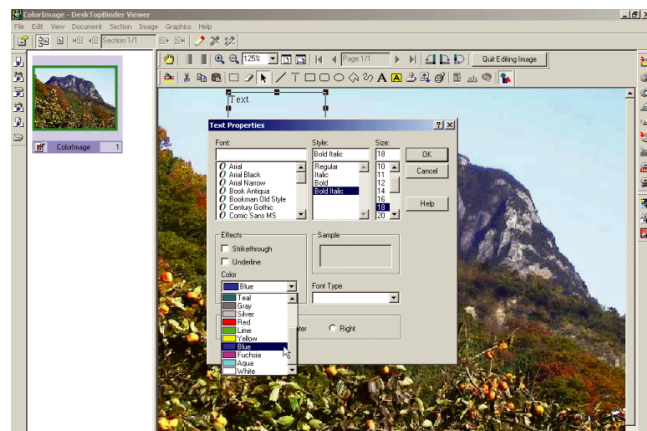 ColorImage - DeskTopBinder Viewer
File Edit View Document Section Image Graphics Help
Section 1/1
125% Page 1/1 Quit Editing Image
Text
ColorImage 1
Text Properties
Font: Style: Size:
Bold Italic 18 OK
Arial Regular 10
Arial Black Italic 11 Cancel
Arial Narrow Bold 12
Book Antiqua Bold Italic 14
Bookman Old Style 16
Century Gothic 18 Help
Comic Sans MS 20
Effects Sample
Strikethrough
Underline
Color
Blue Font Type
Teal
Gray
Silver
Red
Lime
Right
Yellow
Blue
Fuchsia
Aqua
White